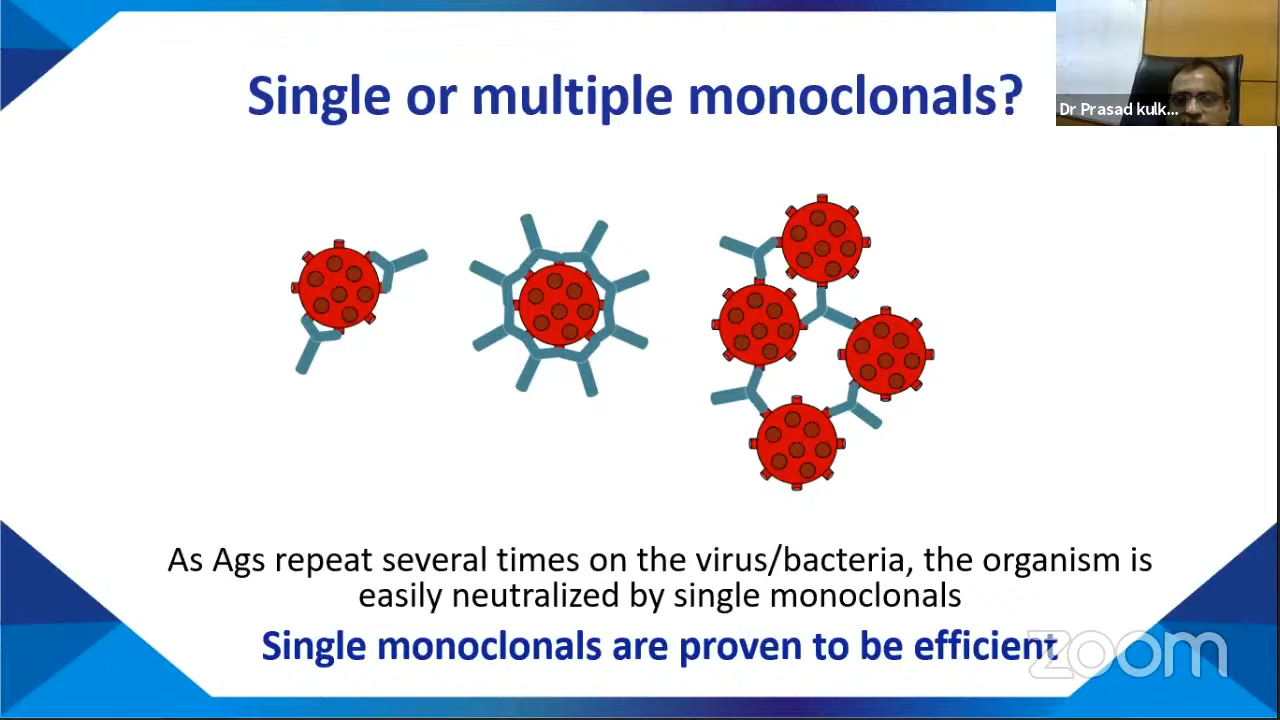 Single or multiple monoclonals?
Dr Prasad kulk...
As Ags repeat several times on the virus/bacteria, the organism is
easily neutralized by single monoclonals
Single monoclonals are proven to be efficient
zoom